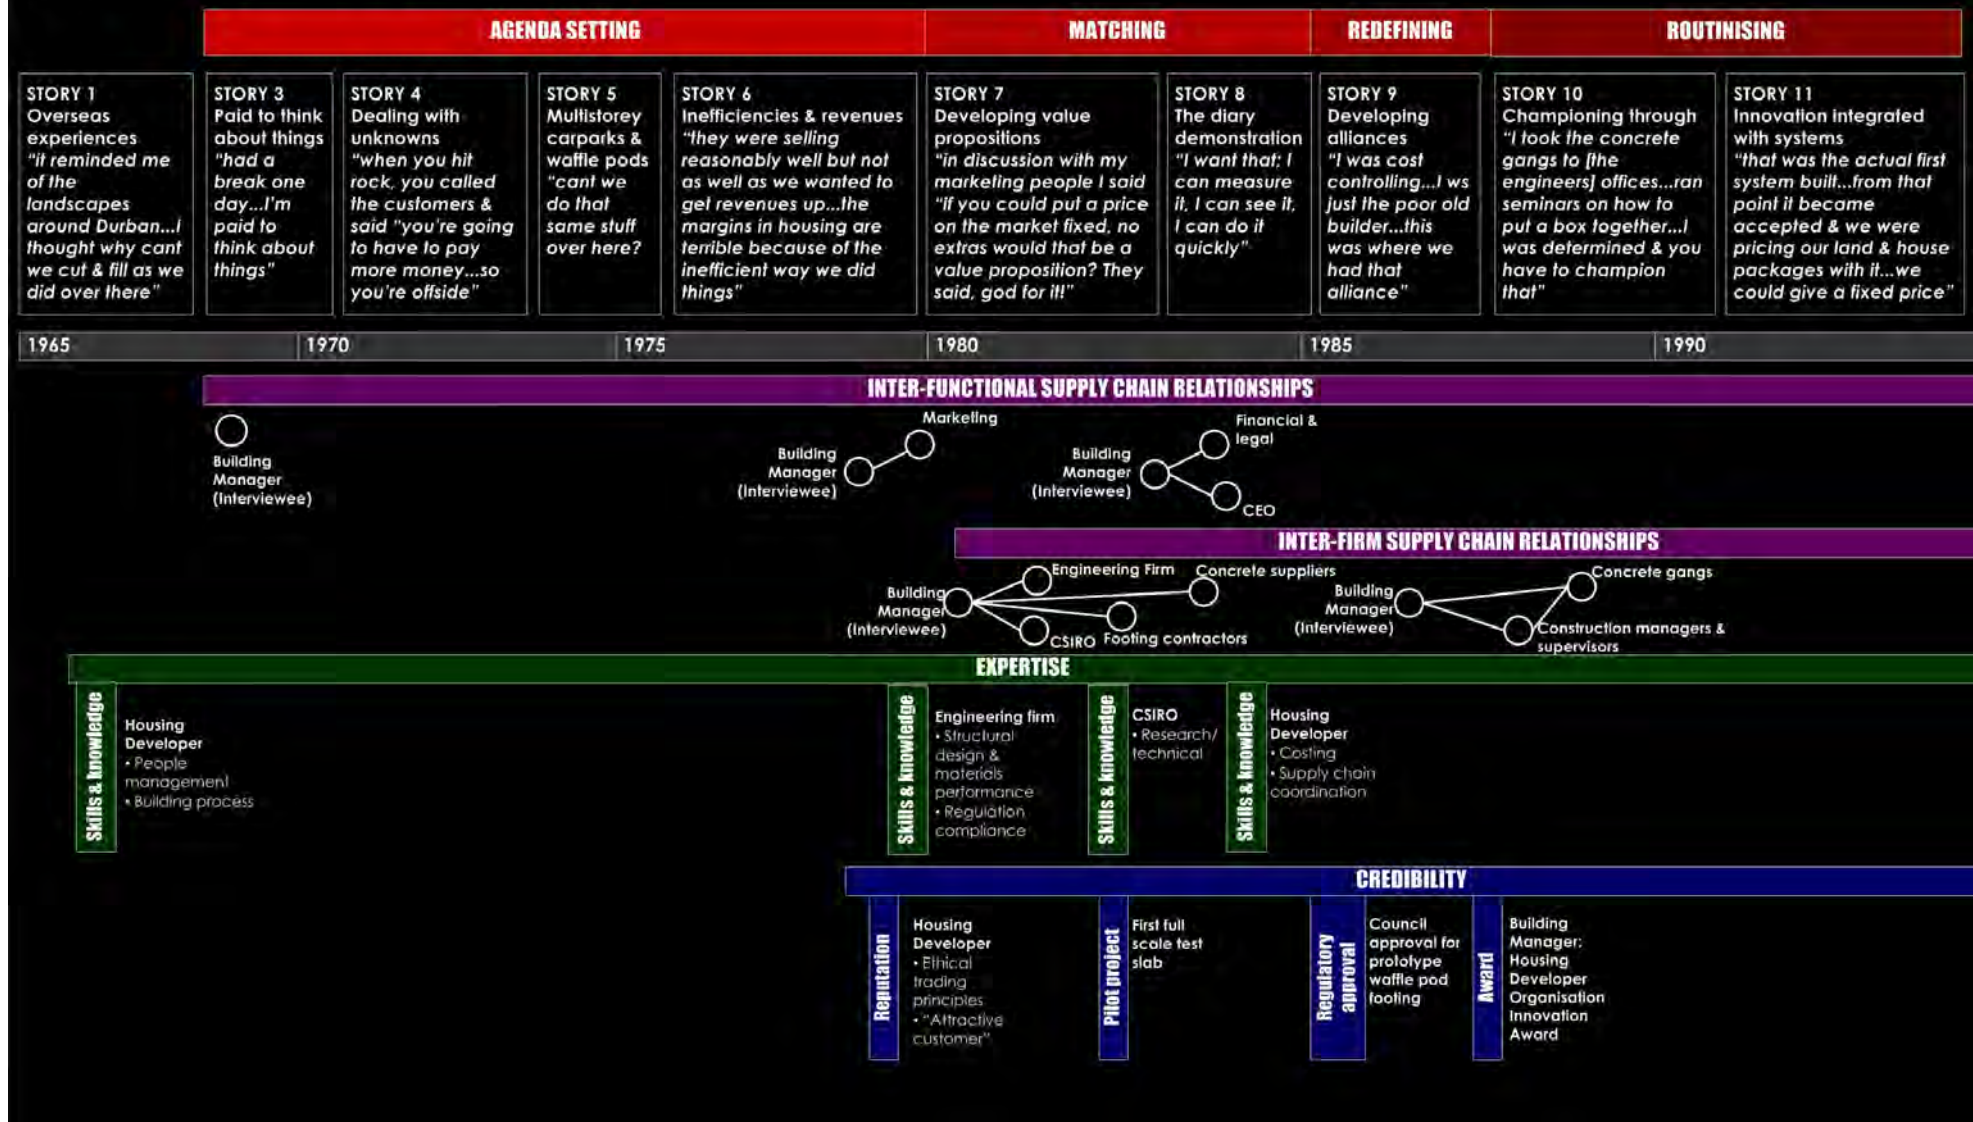 AGENDA SETTING
MATCHING
REDEFINING
ROUTINISING
STORY 1
Overseas
experiences
"it reminded me
of the
landscapes
around Durban...I
thought why cant
we cut & fill as we
did over there"
STORY 3
Paid to think
about things
"had a
break one
day...I'm
paid to
think about
things"
STORY 4
Dealing with
unknowns
"when you hit
rock, you called
the customers &
said "you're going
to have to pay
more money...so
you're offside"
STORY 5
Multistorey
carparks &
waffle pods
"cant we
do that
same stuff
over here?
STORY 6
Inefficiencies & revenues
"they were selling
reasonably well but not
as well as we wanted to
get revenues up...the
margins in housing are
terrible because of the
inefficient way we did
things"
STORY 7
Developing value
propositions
"in discussion with my
marketing people I said
"if you could put a price
on the market fixed, no
extras would that be a
value proposition? They
said, god for it!"
STORY 8
The diary
demonstration
"I want that; I
can measure
it, I can see it,
I can do it
quickly"
STORY 9
Developing
alliances
"I was cost
controlling...I ws
just the poor old
builder...this
was where we
had that
alliance"
STORY 10
Championing through
"I took the concrete
gangs to [the
engineers] offices...ran
seminars on how to
put a box together...I
was determined & you
have to champion
that"
STORY 11
Innovation integrated
with systems
"that was the actual first
system built...from that
point it became
accepted & we were
pricing our land & house
packages with it...we
could give a fixed price"
1965
1970
1975
1980
1985
1990
INTER-FUNCTIONAL SUPPLY CHAIN RELATIONSHIPS
Building
Manager
(Interviewee)
Marketing
Building
Manager
(Interviewee)
Financial &
legal
Building
Manager
(Interviewee)
CEO
INTER-FIRM SUPPLY CHAIN RELATIONSHIPS
Engineering Firm
Concrete suppliers
Building
Manager
(Interviewee)
CSIRO
Footing contractors
Concrete gangs
Building
Manager
(Interviewee)
Construction managers &
supervisors
EXPERTISE
Skills & knowledge
Housing
Developer
• People
management
• Building process
Skills & knowledge
Engineering firm
• Structural
design &
materials
performance
• Regulation
compliance
Skills & knowledge
CSIRO
• Research/
technical
Skills & knowledge
Housing
Developer
• Costing
• Supply chain
coordination
CREDIBILITY
Reputation
Housing
Developer
• Ethical
trading
principles
• "Attractive
customer"
Pilot project
First full
scale test
slab
Regulatory
approval
Council
approval for
prototype
waffle pod
footing
Award
Building
Manager:
Housing
Developer
Organisation
Innovation
Award